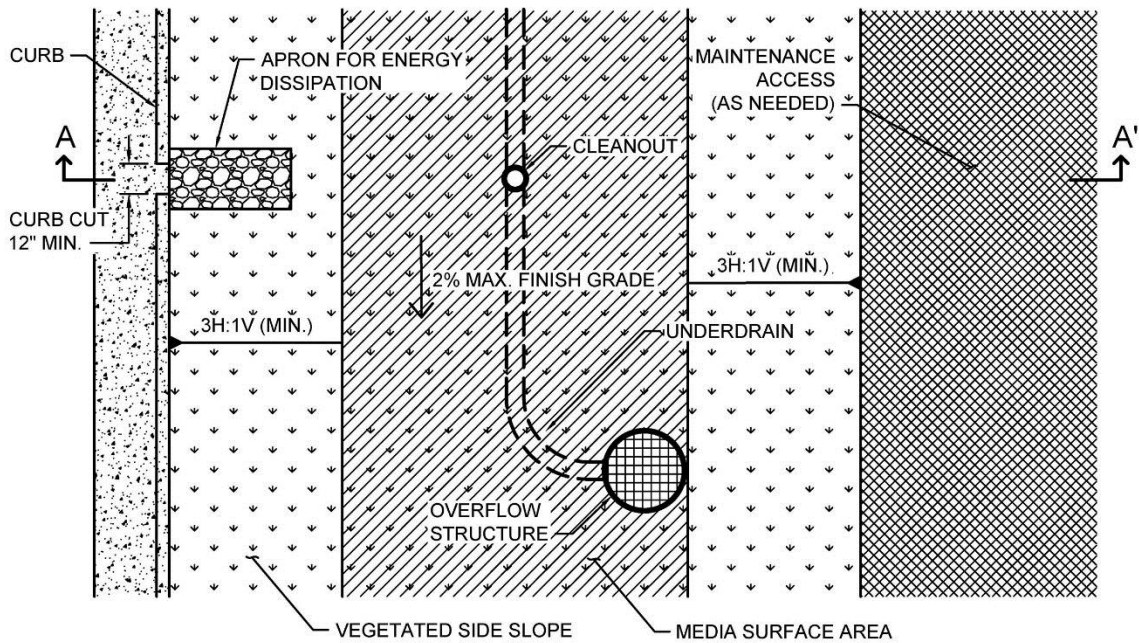 CURB
APRON FOR ENERGY
DISSIPATION
MAINTENANCE
ACCESS
(AS NEEDED)
A
A'
CLEANOUT
CURB CUT
12" MIN.
2% MAX. FINISH GRADE
3H:1V (MIN.)
3H:1V (MIN.)
UNDERDRAIN
OVERFLOW
STRUCTURE
VEGETATED SIDE SLOPE
MEDIA SURFACE AREA